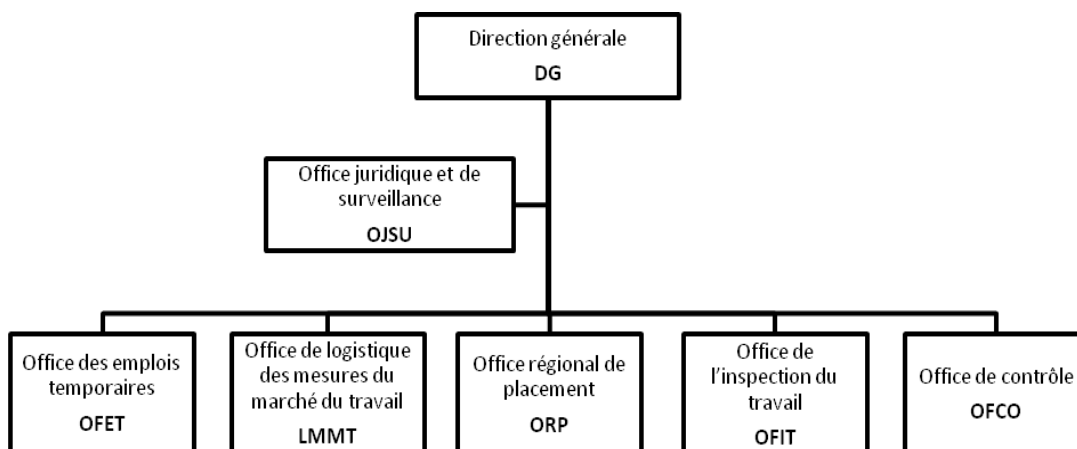 Direction générale
DG
Office juridique et de
surveillance
OJSU
Office des emplois
temporaires
OFET
Office de logistique
des mesures du
marché du travail
LMMT
Office régional de
placement
ORP
Office de
l'inspection du
travail
OFIT
Office de contrôle
OFCO